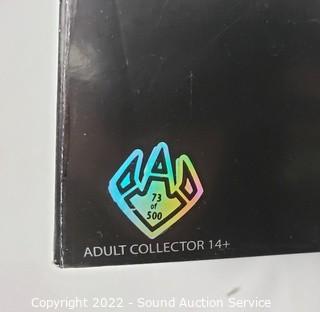 73
of
500
ADULT COLLECTOR 14+
Copyright 2022 - Sound Auction Service